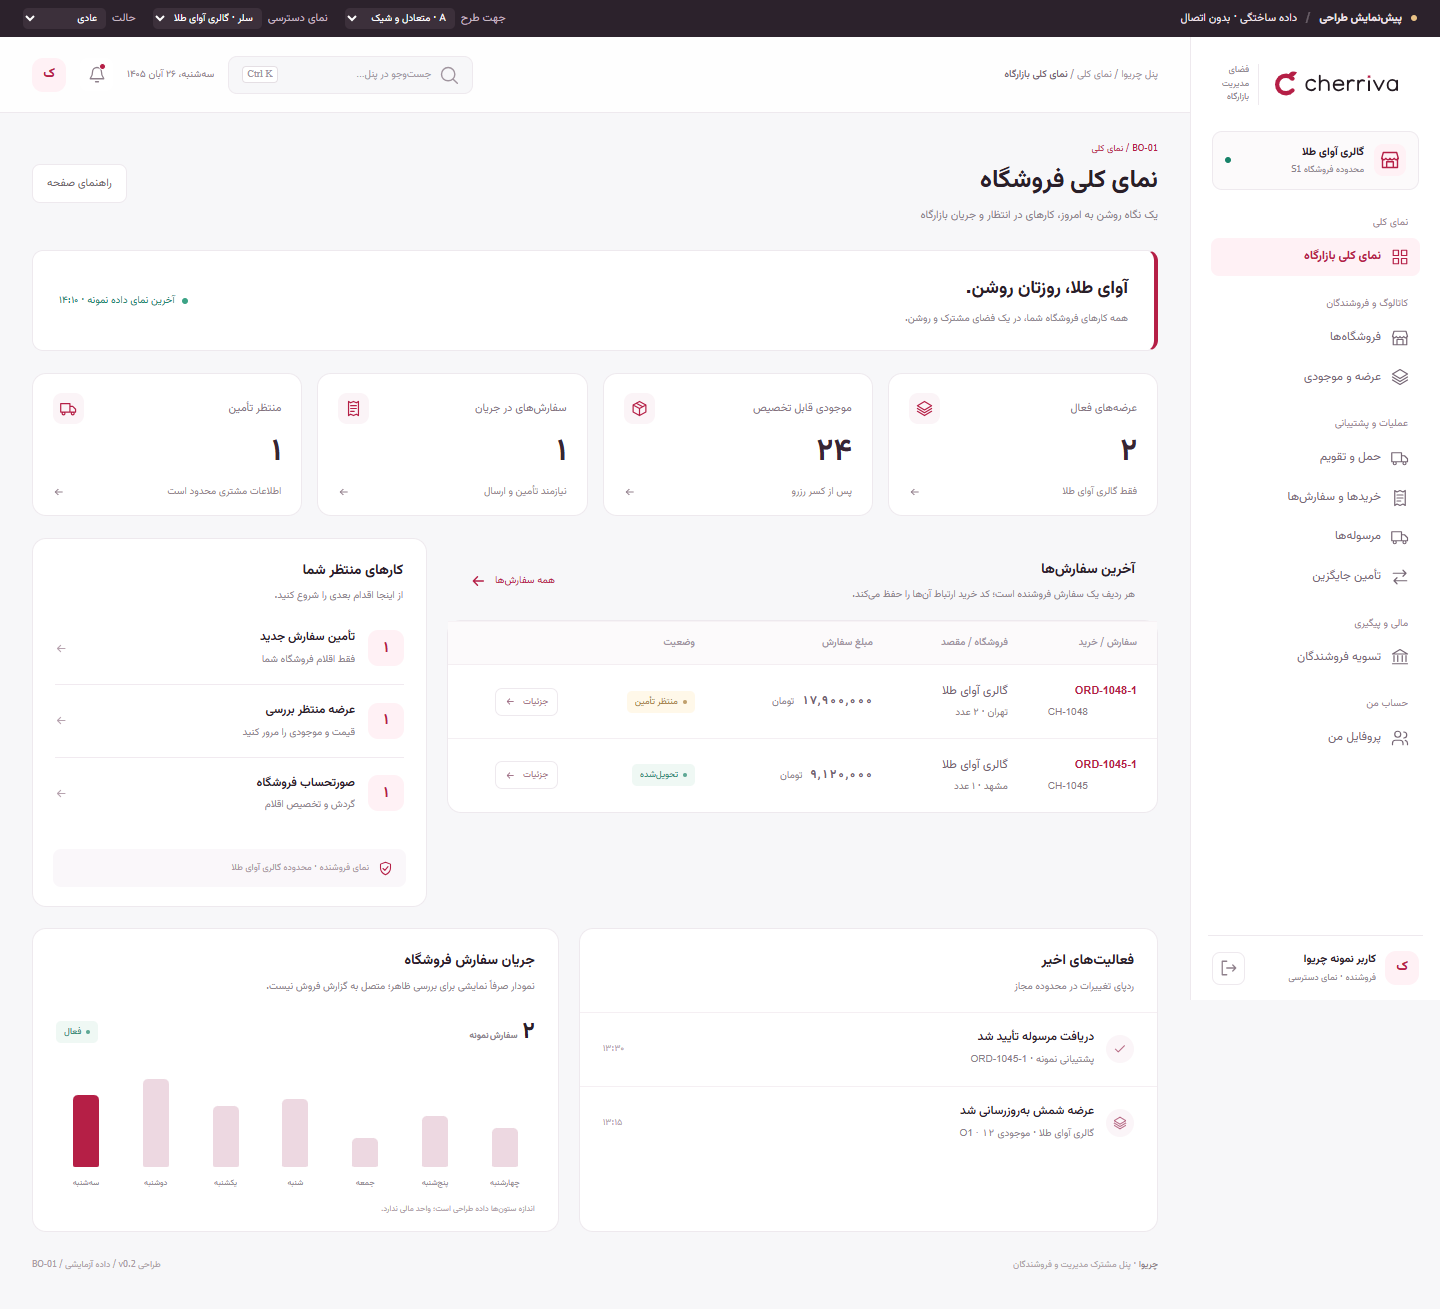 پیش‌نمایش طراحی / داده ساختگی · بدون اتصال
جهت طرح A · متعادل و شیک نمای دسترسی سلر · گالری آوای طلا حالت عادی
cherriva
فضای مدیریت بازارگاه
گالری آوای طلا
محدوده فروشگاه S1
نمای کلی
نمای کلی بازارگاه
کاتالوگ و فروشندگان
فروشگاه‌ها
عرضه و موجودی
عملیات و پشتیبانی
حمل و تقویم
خریدها و سفارش‌ها
مرسوله‌ها
تأمین جایگزین
مالی و پیگیری
تسویه فروشندگان
حساب من
پروفایل من
ک
کاربر نمونه چریوا
فروشنده · نمای دسترسی
پنل چریوا / نمای کلی / نمای کلی بازارگاه
جست‌وجو در پنل... Ctrl K
سه‌شنبه، ۲۶ آبان ۱۴۰۵
ک
BO-01 / نمای کلی
نمای کلی فروشگاه
یک نگاه روشن به امروز، کارهای در انتظار و جریان بازارگاه
راهنمای صفحه
آوای طلا، روزتان روشن.
همه کارهای فروشگاه شما، در یک فضای مشترک و روشن.
آخرین نمای داده نمونه · ۱۴:۱۰
عرضه‌های فعال
۲
فقط گالری آوای طلا
موجودی قابل تخصیص
۲۴
پس از کسر رزرو
سفارش‌های در جریان
۱
نیازمند تأمین و ارسال
منتظر تأمین
۱
اطلاعات مشتری محدود است
آخرین سفارش‌ها
هر ردیف یک سفارش فروشنده است؛ کد خرید ارتباط آن‌ها را حفظ می‌کند.
همه سفارش‌ها
سفارش / خرید فروشگاه / مقصد مبلغ سفارش وضعیت
ORD-1048-1 گالری آوای طلا ۱۷,۹۰۰,۰۰۰ تومان منتظر تأمین جزئیات
CH-1048 تهران · ۲ عدد
ORD-1045-1 گالری آوای طلا ۹,۱۲۰,۰۰۰ تومان تحویل‌شده جزئیات
CH-1045 مشهد · ۱ عدد
کارهای منتظر شما
از اینجا اقدام بعدی را شروع کنید.
۱ تأمین سفارش جدید
فقط اقلام فروشگاه شما
۱ عرضه منتظر بررسی
قیمت و موجودی را مرور کنید
۱ صورتحساب فروشگاه
گردش و تخصیص اقلام
نمای فروشنده · محدوده گالری آوای طلا
فعالیت‌های اخیر
ردپای تغییرات در محدوده مجاز
دریافت مرسوله تأیید شد
پشتیبانی نمونه · ORD-1045-1
۱۳:۳۰
عرضه شمش به‌روزرسانی شد
گالری آوای طلا · موجودی ۱۲ · O1
۱۳:۱۵
جریان سفارش فروشگاه
نمودار صرفاً نمایشی برای بررسی ظاهر؛ متصل به گزارش فروش نیست.
۲ سفارش نمونه
فعال
چهارشنبه پنج‌شنبه جمعه شنبه یکشنبه دوشنبه سه‌شنبه
اندازه ستون‌ها داده طراحی است؛ واحد مالی ندارد.
چریوا · پنل مشترک مدیریت و فروشندگان
طراحی v0.2 / داده آزمایشی / BO-01